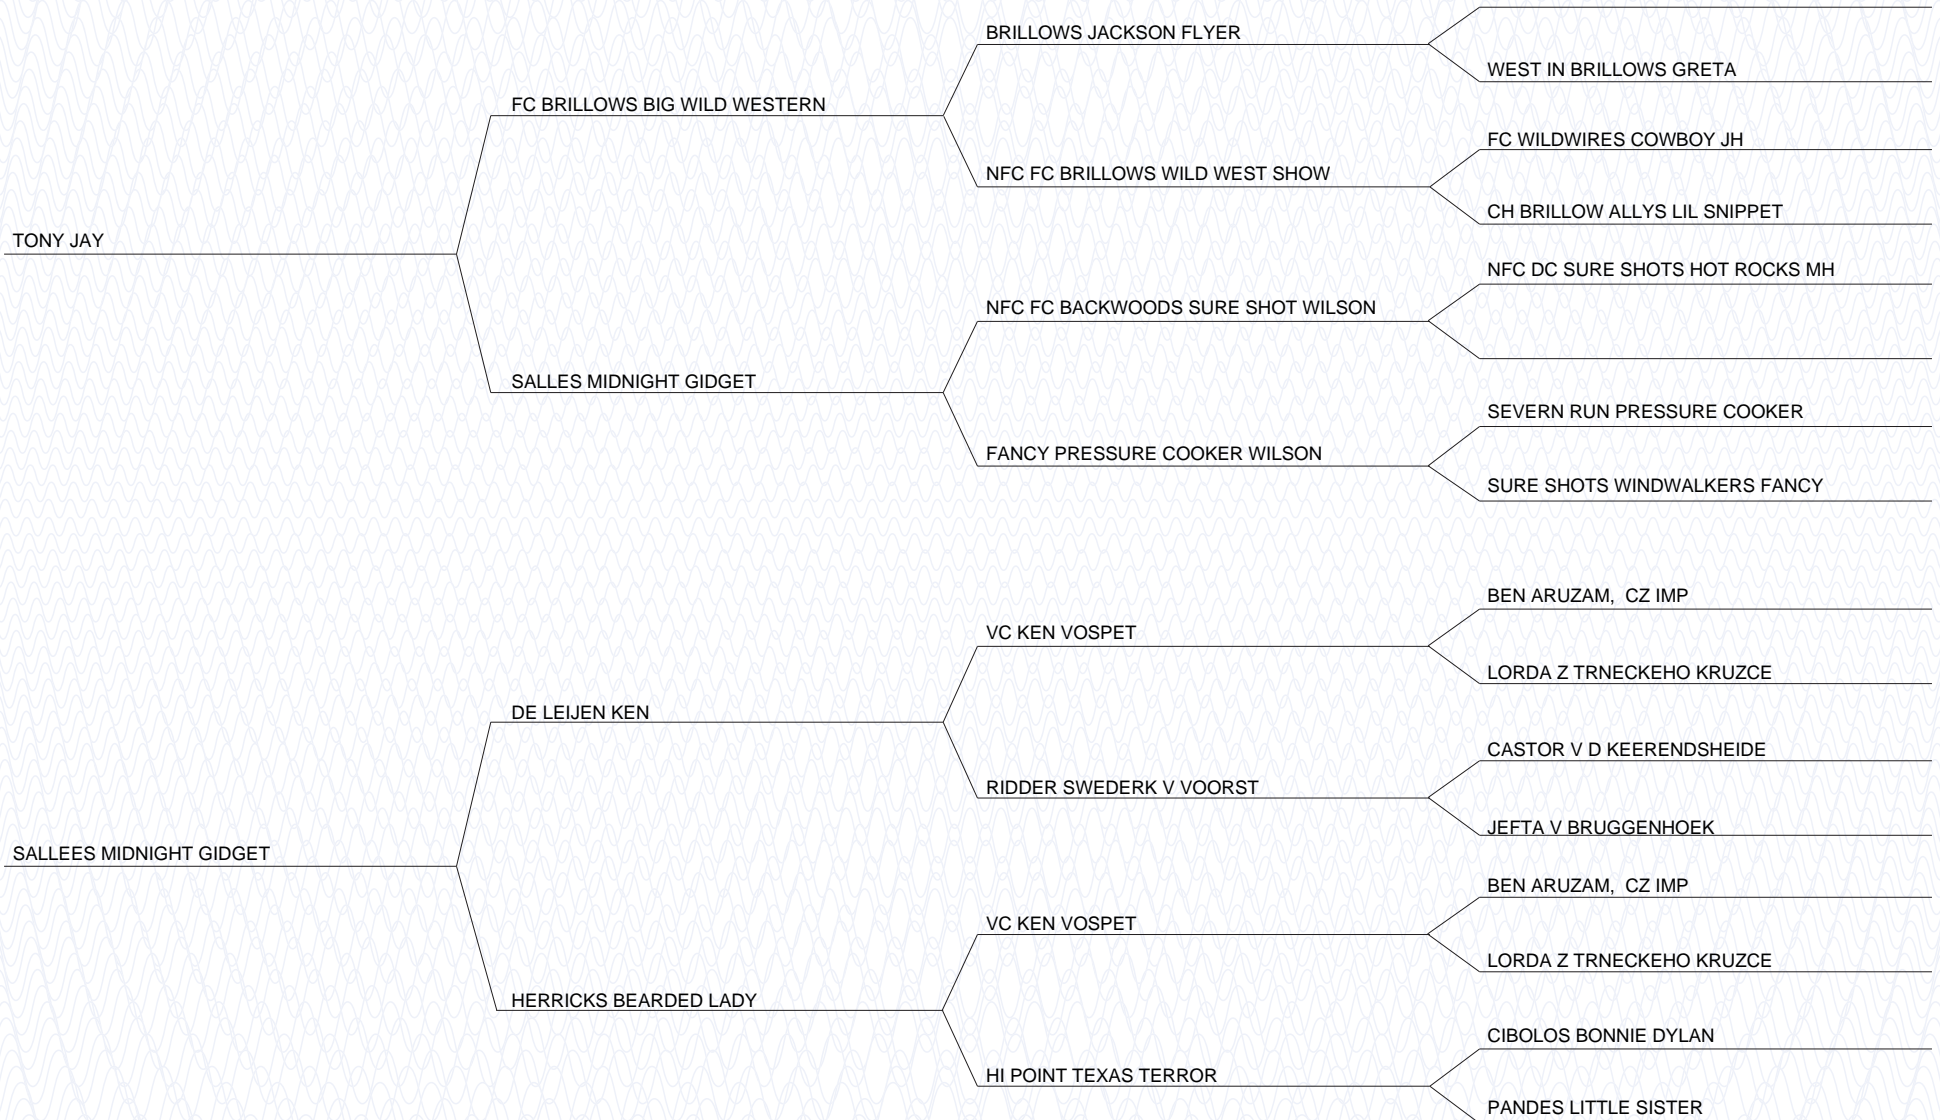 BRILLOWS JACKSON FLYER
WEST IN BRILLOWS GRETA
FC BRILLOWS BIG WILD WESTERN
FC WILDWIRES COWBOY JH
NFC FC BRILLOWS WILD WEST SHOW
CH BRILLOW ALLYS LIL SNIPPET
TONY JAY
NFC DC SURE SHOTS HOT ROCKS MH
NFC FC BACKWOODS SURE SHOT WILSON
SALLES MIDNIGHT GIDGET
SEVERN RUN PRESSURE COOKER
FANCY PRESSURE COOKER WILSON
SURE SHOTS WINDWALKERS FANCY
BEN ARUZAM, CZ IMP
VC KEN VOSPET
LORDA Z TRNECKEHO KRUZCE
DE LEIJEN KEN
CASTOR V D KEERENDSHEIDE
RIDDER SWEDERK V VOORST
JEFTA V BRUGGENHOEK
SALLEES MIDNIGHT GIDGET
BEN ARUZAM, CZ IMP
VC KEN VOSPET
LORDA Z TRNECKEHO KRUZCE
HERRICKS BEARDED LADY
CIBOLOS BONNIE DYLAN
HI POINT TEXAS TERROR
PANDES LITTLE SISTER